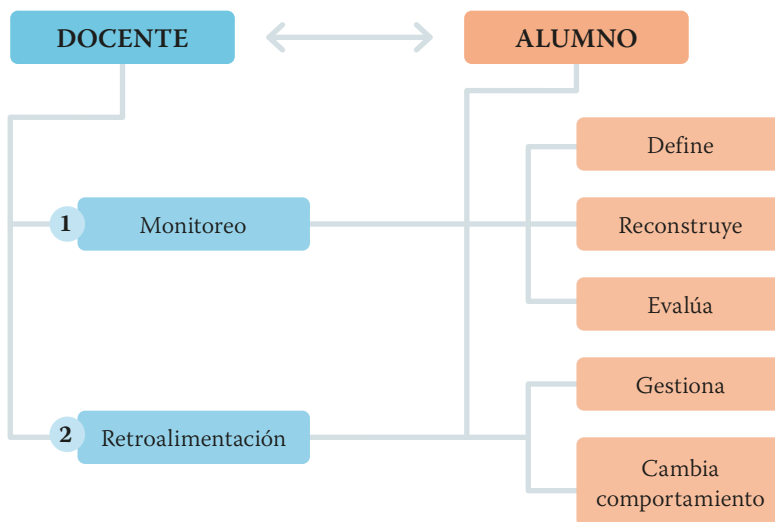 DOCENTE
ALUMNO
Define
1
Monitoreo
Reconstruye
Evalúa
Gestiona
2
Retroalimentación
Cambia
comportamiento